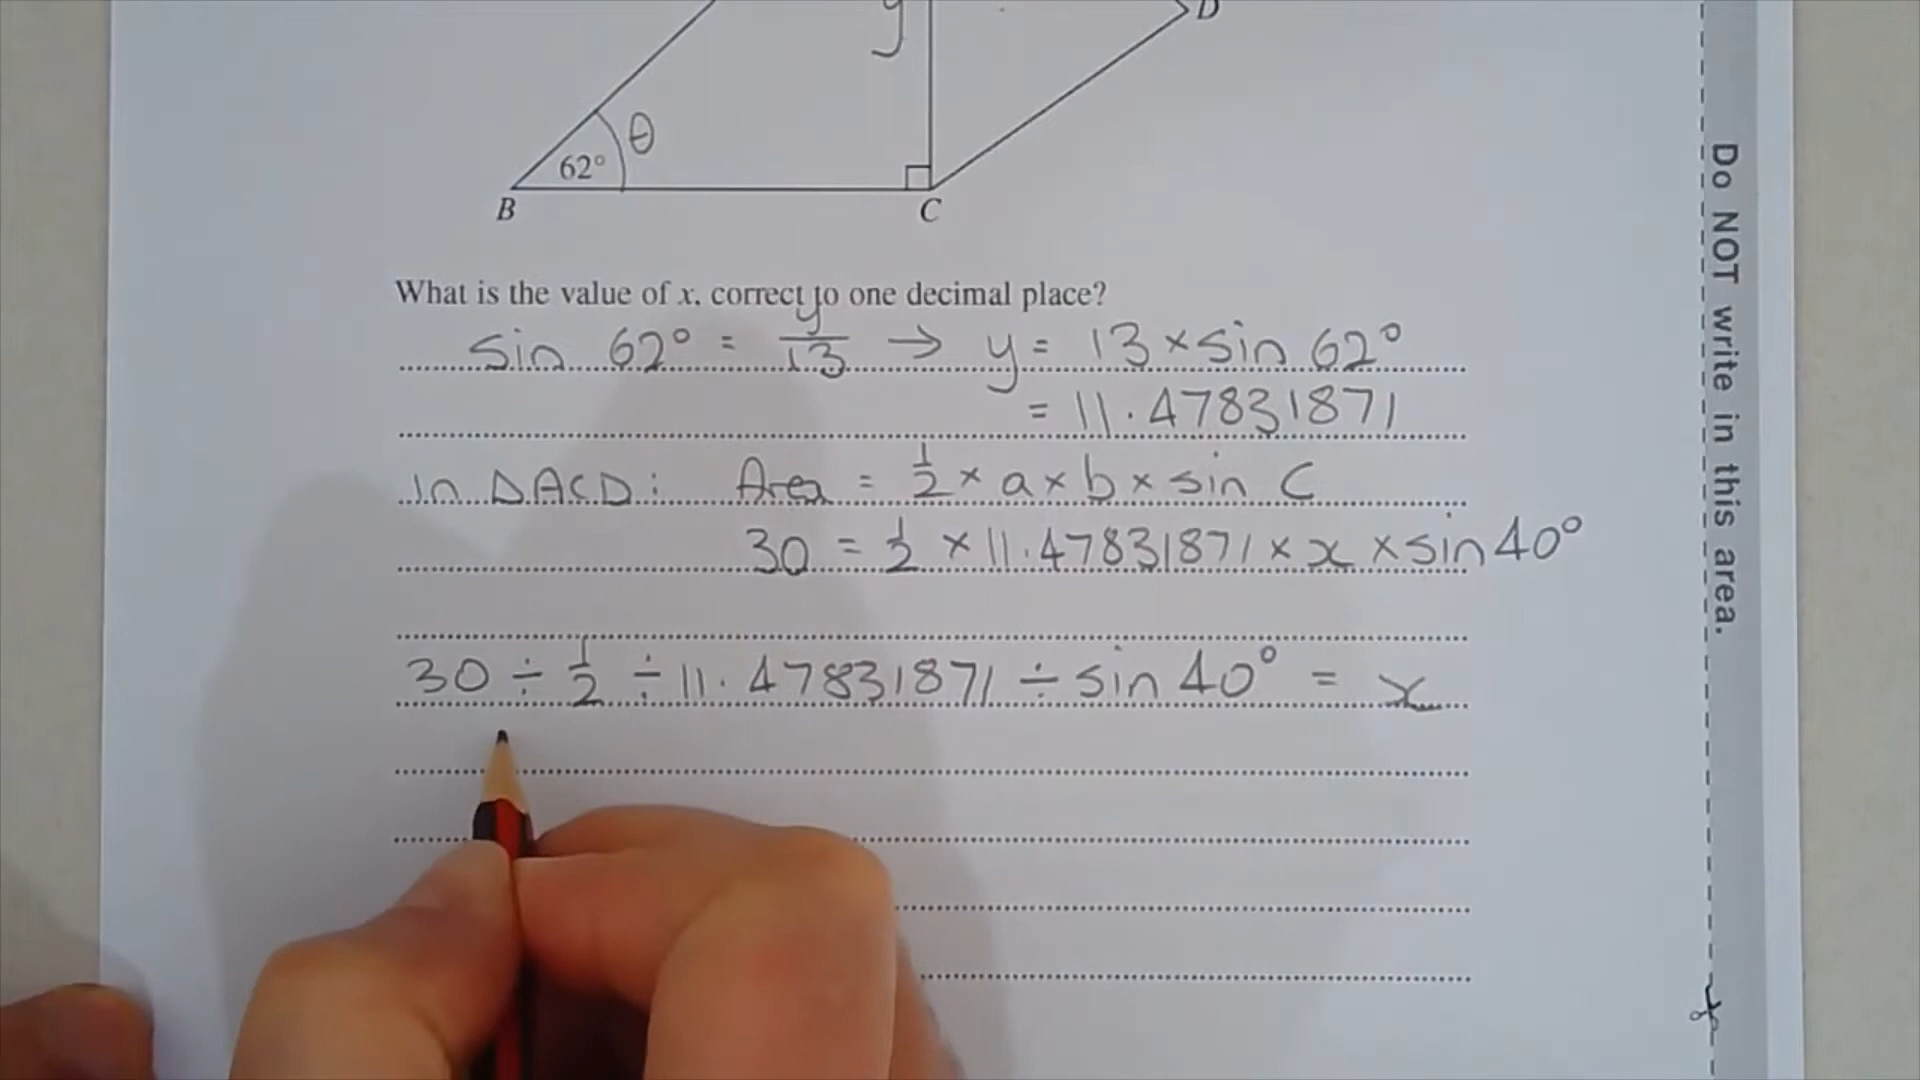 y
D
θ
62°
B
C
What is the value of x, correct to one decimal place?
sin 62° = y/13 → y = 13 × sin 62°
= 11.47831871
In ΔACD: Area = 1/2 × a × b × sin C
30 = 1/2 × 11.47831871 × x × sin 40°
30 ÷ 1/2 ÷ 11.47831871 ÷ sin 40° = x
Do NOT write in this area.